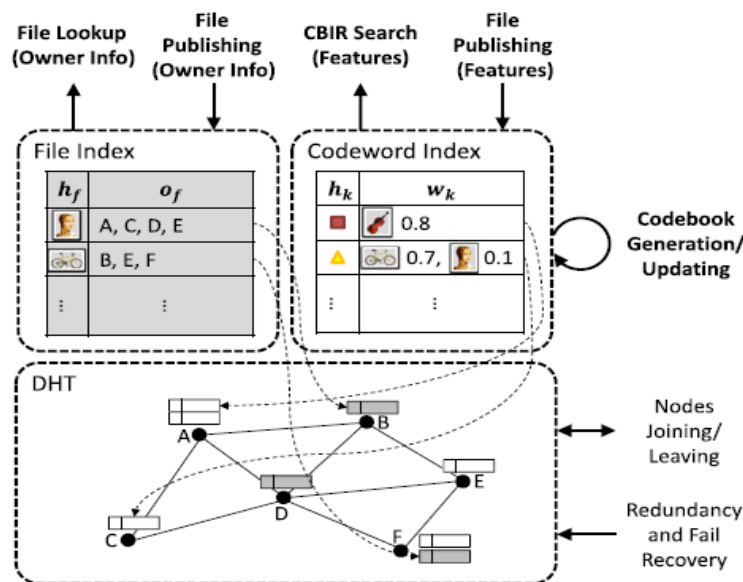 File Lookup
(Owner Info)
File
Publishing
(Owner Info)
CBIR Search
(Features)
File
Publishing
(Features)
File Index
h_f o_f
A, C, D, E
B, E, F
⋮ ⋮
Codeword Index
h_k w_k
0.8
0.7, 0.1
⋮ ⋮
Codebook
Generation/
Updating
DHT
A
B
C
D
E
F
Nodes
Joining/
Leaving
Redundancy
and Fail
Recovery